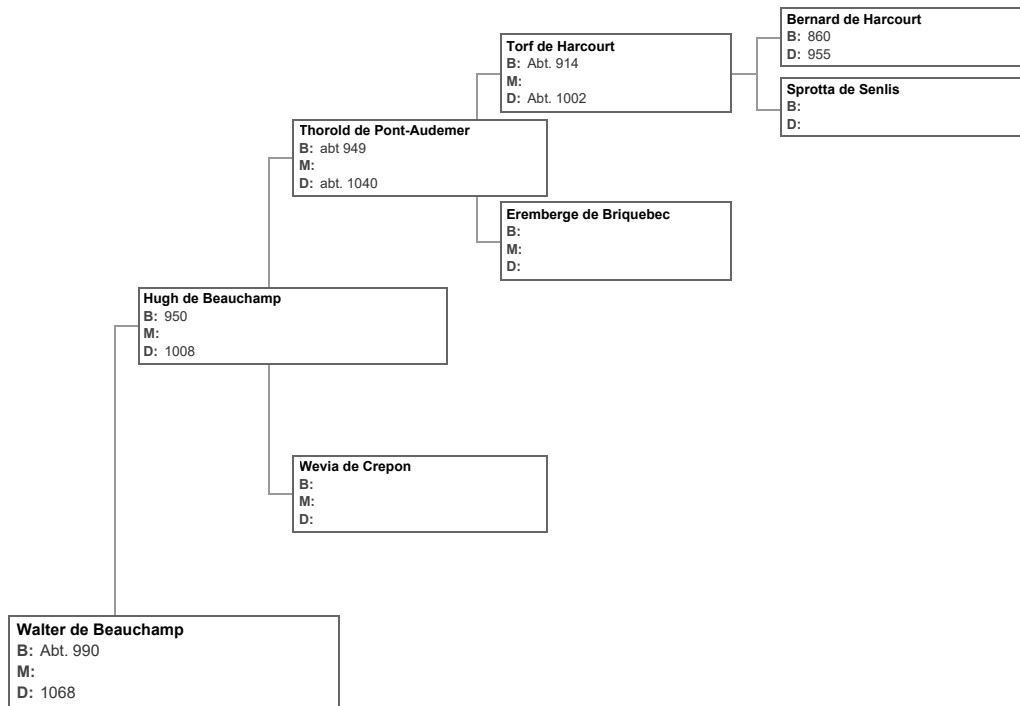 Bernard de Harcourt
B: 860
D: 955
Torf de Harcourt
B: Abt. 914
M:
D: Abt. 1002
Sprotta de Senlis
B:
D:
Thorold de Pont-Audemer
B: abt 949
M:
D: abt. 1040
Eremberge de Briquebec
B:
M:
D:
Hugh de Beauchamp
B: 950
M:
D: 1008
Wevia de Crepon
B:
M:
D:
Walter de Beauchamp
B: Abt. 990
M:
D: 1068